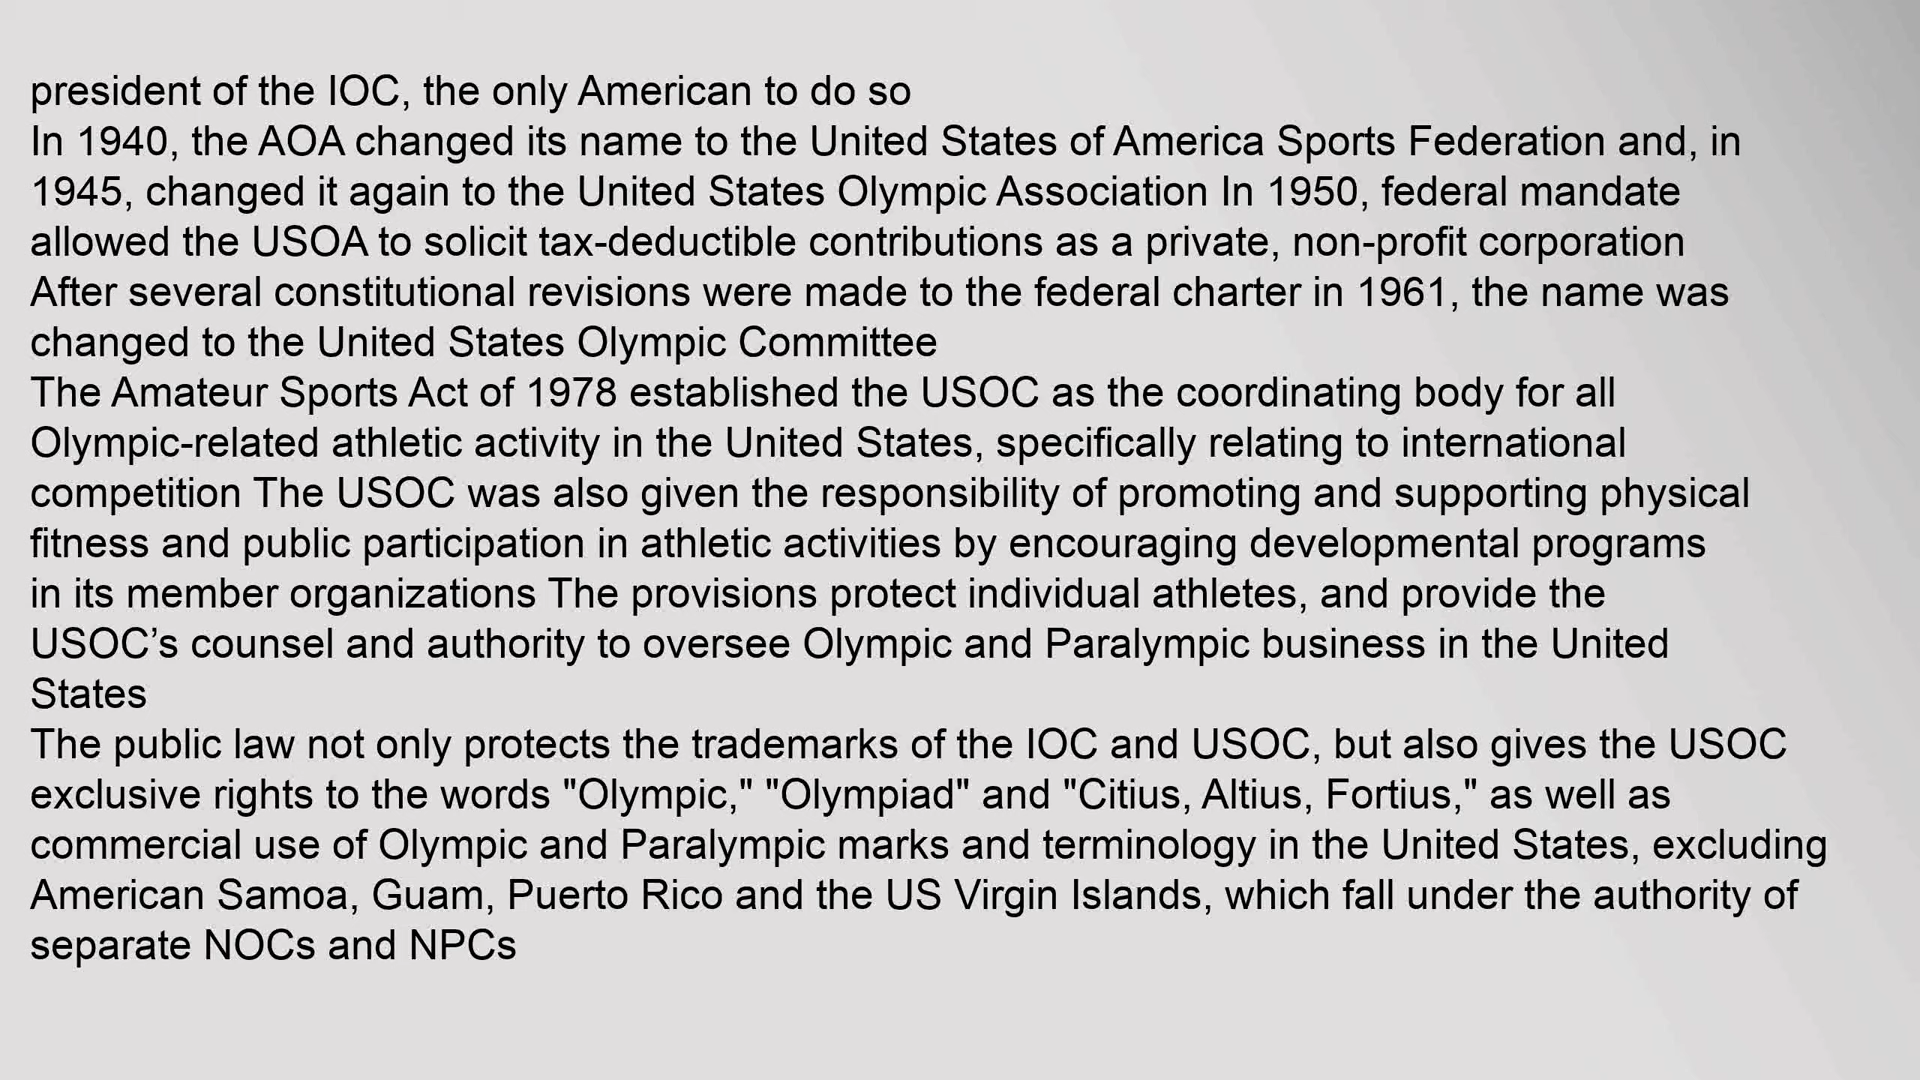 president of the IOC, the only American to do so
In 1940, the AOA changed its name to the United States of America Sports Federation and, in
1945, changed it again to the United States Olympic Association In 1950, federal mandate
allowed the USOA to solicit tax-deductible contributions as a private, non-profit corporation
After several constitutional revisions were made to the federal charter in 1961, the name was
changed to the United States Olympic Committee
The Amateur Sports Act of 1978 established the USOC as the coordinating body for all
Olympic-related athletic activity in the United States, specifically relating to international
competition The USOC was also given the responsibility of promoting and supporting physical
fitness and public participation in athletic activities by encouraging developmental programs
in its member organizations The provisions protect individual athletes, and provide the
USOC’s counsel and authority to oversee Olympic and Paralympic business in the United
States
The public law not only protects the trademarks of the IOC and USOC, but also gives the USOC
exclusive rights to the words "Olympic," "Olympiad" and "Citius, Altius, Fortius," as well as
commercial use of Olympic and Paralympic marks and terminology in the United States, excluding
American Samoa, Guam, Puerto Rico and the US Virgin Islands, which fall under the authority of
separate NOCs and NPCs